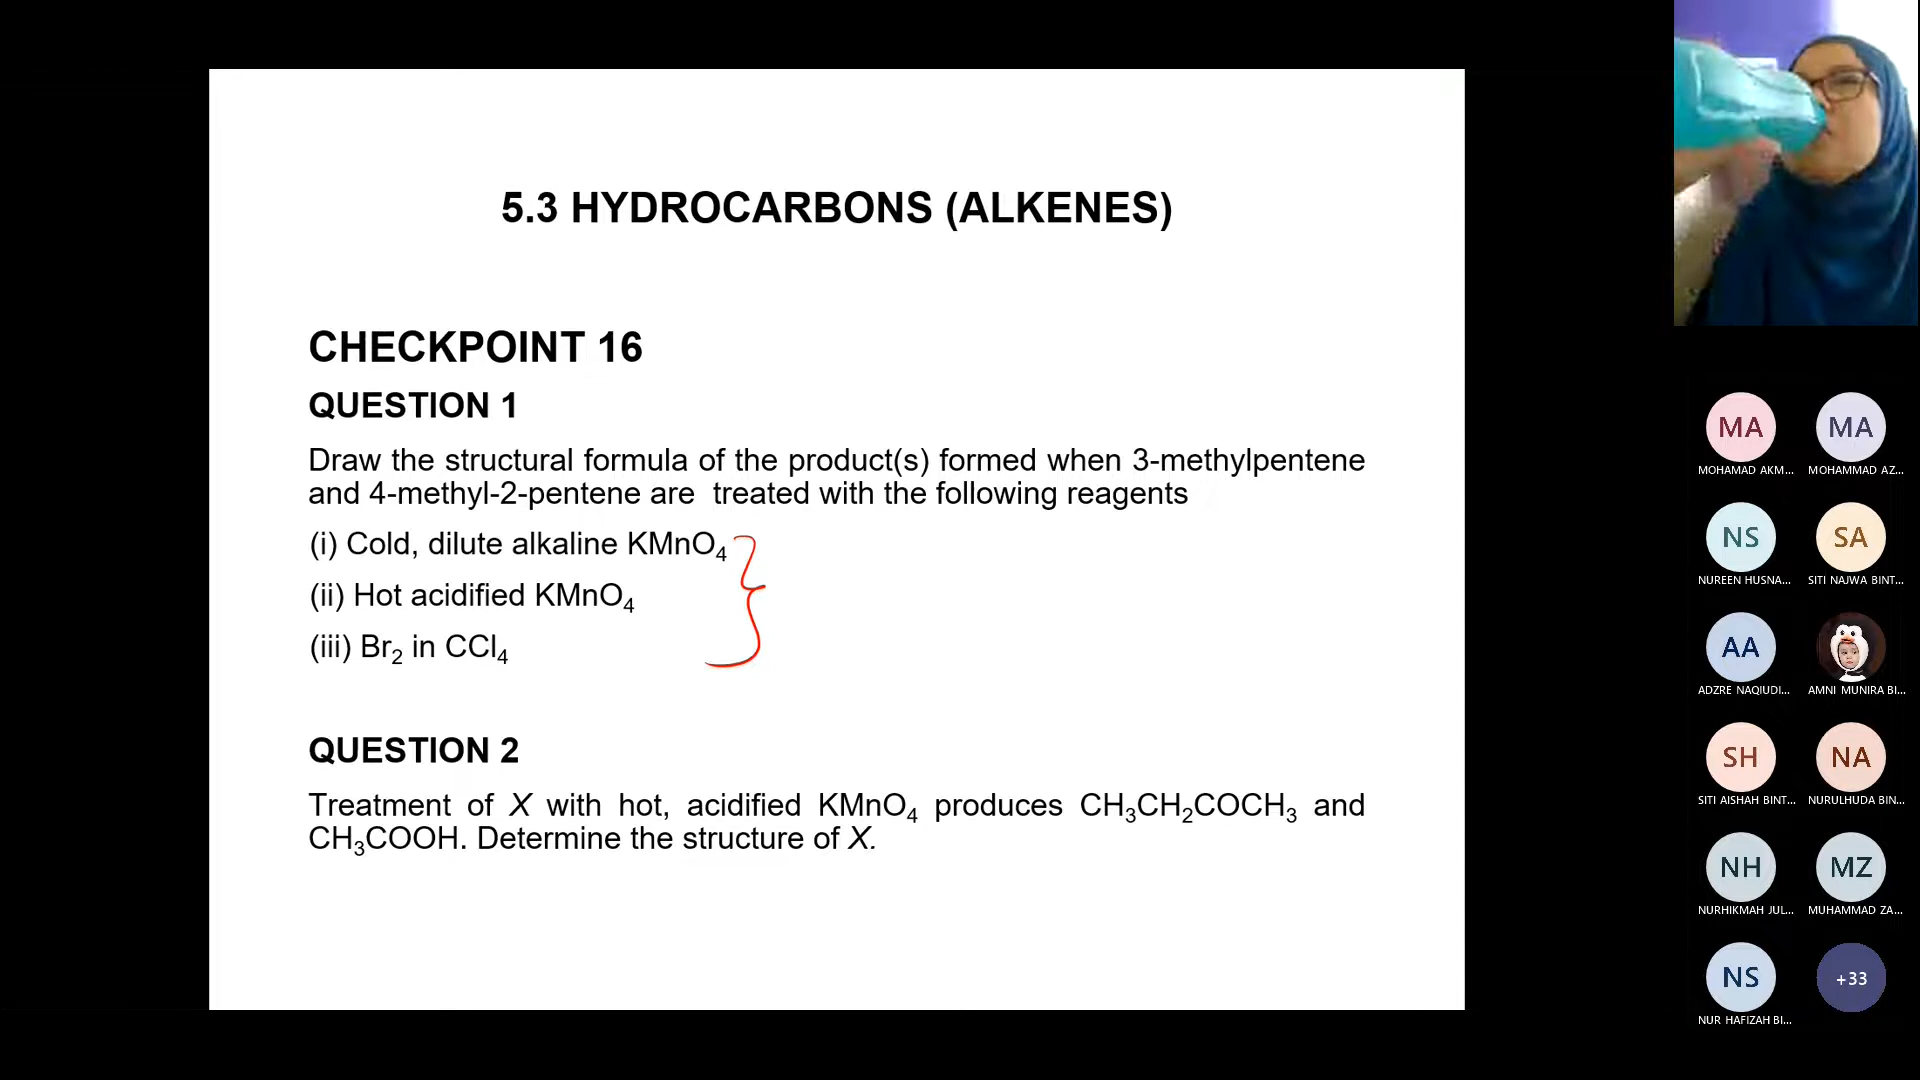 5.3 HYDROCARBONS (ALKENES)
CHECKPOINT 16
QUESTION 1
Draw the structural formula of the product(s) formed when 3-methylpentene
and 4-methyl-2-pentene are treated with the following reagents
(i) Cold, dilute alkaline KMnO₄
(ii) Hot acidified KMnO₄
(iii) Br₂ in CCl₄
QUESTION 2
Treatment of X with hot, acidified KMnO₄ produces CH₃CH₂COCH₃ and
CH₃COOH. Determine the structure of X.
MA MA
MOHAMAD AKM... MOHAMMAD AZ...
NS SA
NUREEN HUSNA... SITI NAJWA BINT...
AA
ADZRE NAQIUDI... AMNI MUNIRA BI...
SH NA
SITI AISHAH BINT... NURULHUDA BIN...
NH MZ
NURHIKMAH JUL... MUHAMMAD ZA...
NS +33
NUR HAFIZAH BI...